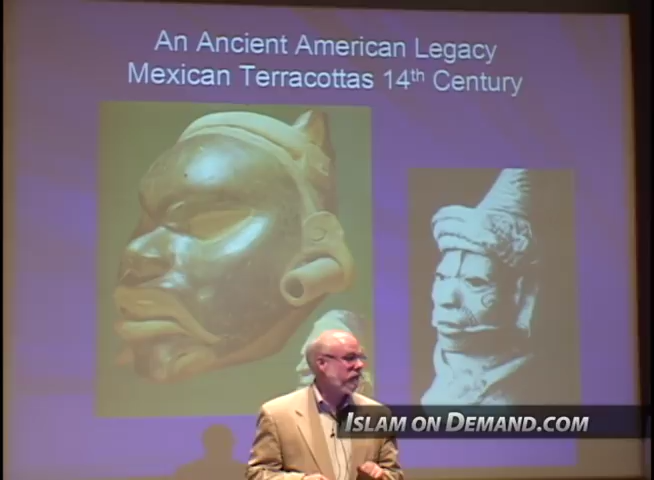 An Ancient American Legacy
Mexican Terracottas 14th Century
ISLAM ON DEMAND.COM